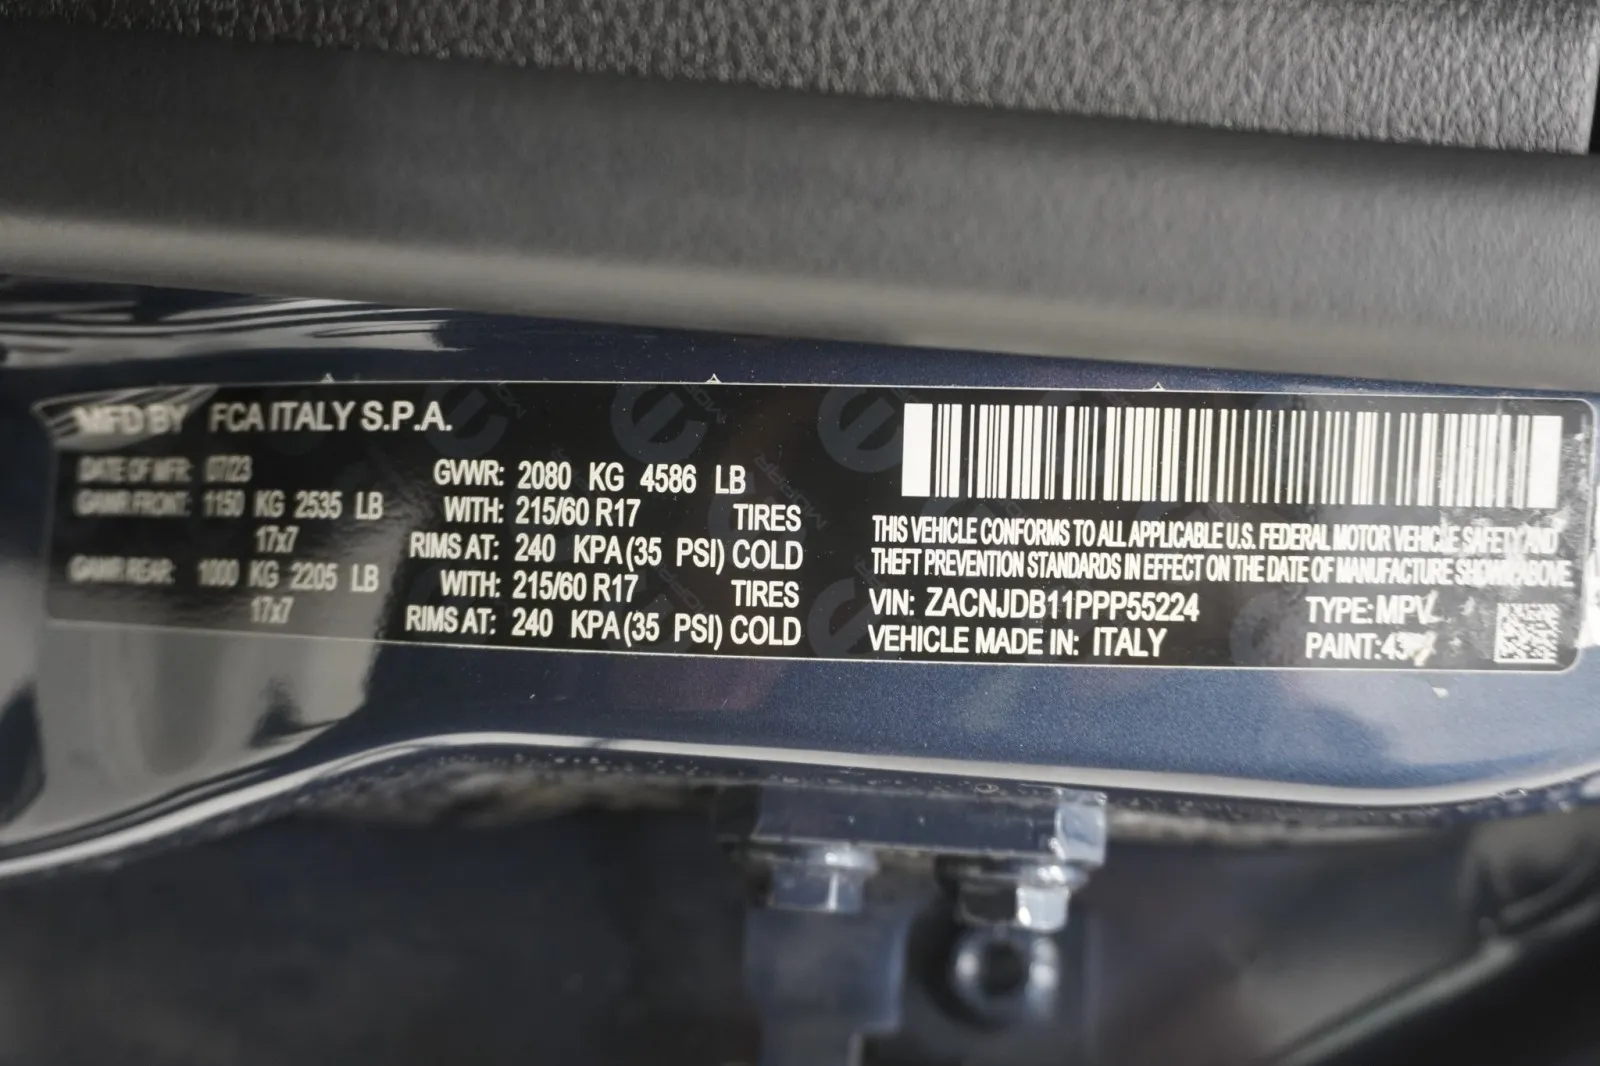 MFD BY FCA ITALY S.P.A.
DATE OF MFR: 07/23 GVWR: 2080 KG 4586 LB
GAWR FRONT: 1150 KG 2535 LB WITH: 215/60 R17 TIRES
17x7 RIMS AT: 240 KPA (35 PSI) COLD
GAWR REAR: 1000 KG 2205 LB WITH: 215/60 R17 TIRES
17x7 RIMS AT: 240 KPA (35 PSI) COLD
THIS VEHICLE CONFORMS TO ALL APPLICABLE U.S. FEDERAL MOTOR VEHICLE SAFETY AND
THEFT PREVENTION STANDARDS IN EFFECT ON THE DATE OF MANUFACTURE SHOWN ABOVE
VIN: ZACNJDB11PPP55224 TYPE: MPV
VEHICLE MADE IN: ITALY PAINT: